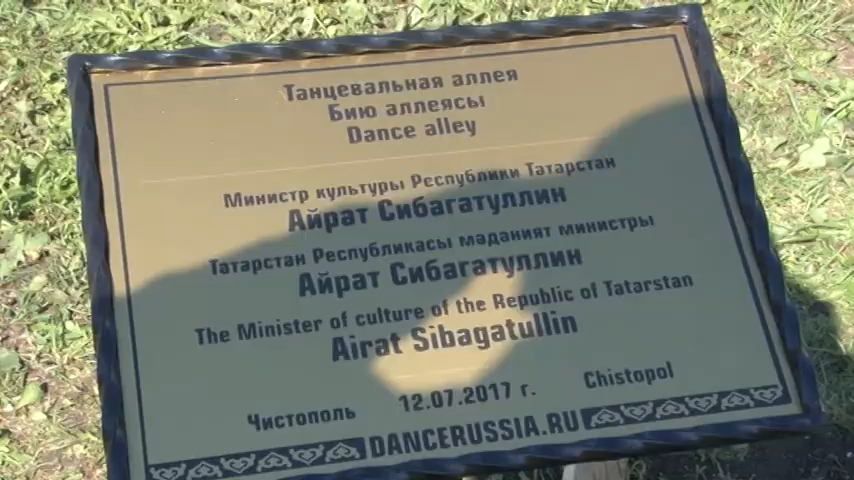 Танцевальная аллея
Бию аллеясы
Dance alley
Министр культуры Республики Татарстан
Айрат Сибагатуллин
Татарстан Республикасы мәданият министры
Айрат Сибагатуллин
The Minister of culture of the Republic of Tatarstan
Airat Sibagatullin
Чистополь 12.07.2017 г. Chistopol
DANCERUSSIA.RU